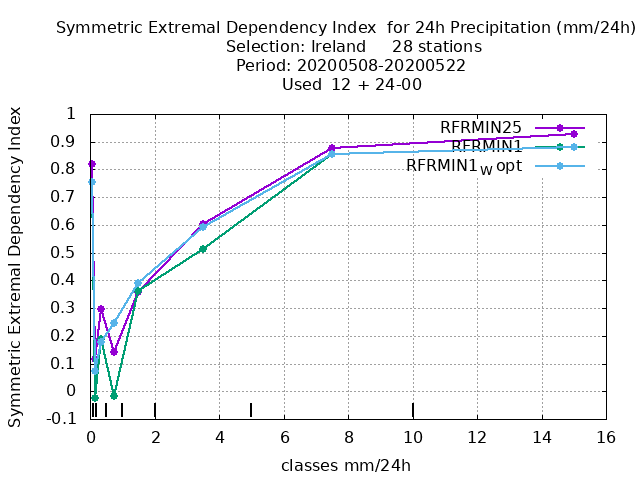 Symmetric Extremal Dependency Index  for 24h Precipitation (mm/24h)
Selection: Ireland     28 stations
Period: 20200508-20200522
Used  12 + 24-00
Symmetric Extremal Dependency Index
1
0.9
0.8
0.7
0.6
0.5
0.4
0.3
0.2
0.1
0
-0.1
RFRMIN25
RFRMIN1
RFRMIN1w opt
0 2 4 6 8 10 12 14 16
classes mm/24h